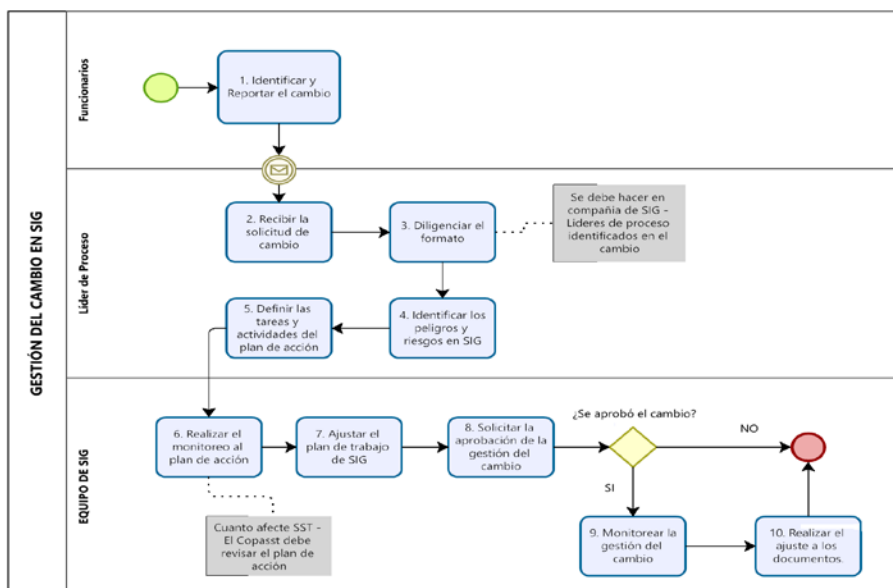 GESTIÓN DEL CAMBIO EN SIG
Funcionarios
1. Identificar y
Reportar el cambio
Líder de Proceso
2. Recibir la
solicitud de
cambio
3. Diligenciar el
formato
Se debe hacer en
compañia de SIG -
Lideres de proceso
identificados en el
cambio
5. Definir las
tareas y
actividades del
plan de acción
4. Identificar los
peligros y
riesgos en SIG
EQUIPO DE SIG
6. Realizar el
monitoreo al
plan de acción
7. Ajustar el
plan de trabajo
de SIG
8. Solicitar la
aprobación de la
gestión del
cambio
¿Se aprobó el cambio?
NO
SI
Cuanto afecte SST -
El Copasst debe
revisar el plan de
acción
9. Monitorear la
gestión del
cambio
10. Realizar el
ajuste a los
documentos.